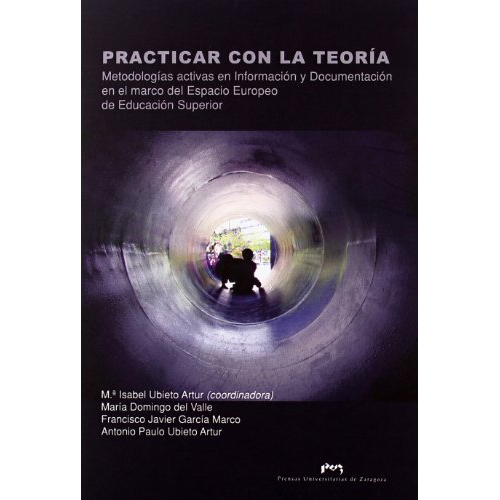 PRACTICAR CON LA TEORÍA
Metodologías activas en Información y Documentación
en el marco del Espacio Europeo
de Educación Superior
M.ª Isabel Ubieto Artur (coordinadora)
María Domingo del Valle
Francisco Javier García Marco
Antonio Paulo Ubieto Artur
puz
Prensas Universitarias de Zaragoza